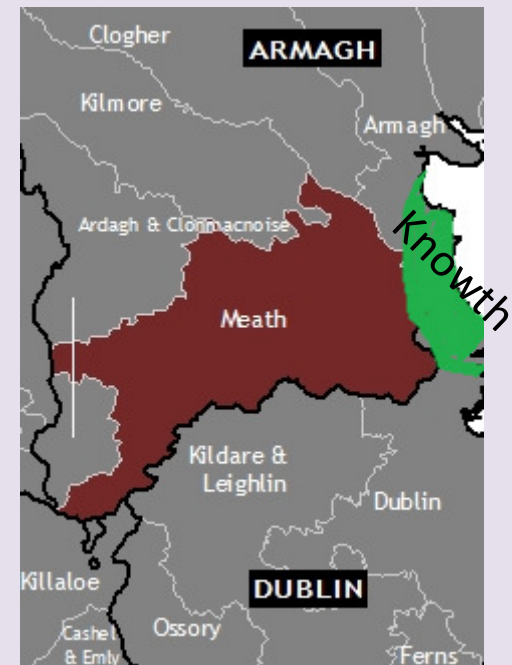 Clogher
ARMAGH
Kilmore
Armagh
Ardagh & Clonmacnoise
Knowth
Meath
Kildare &
Leighlin
Dublin
Killaloe
DUBLIN
Cashel
& Emly
Ossory
Ferns